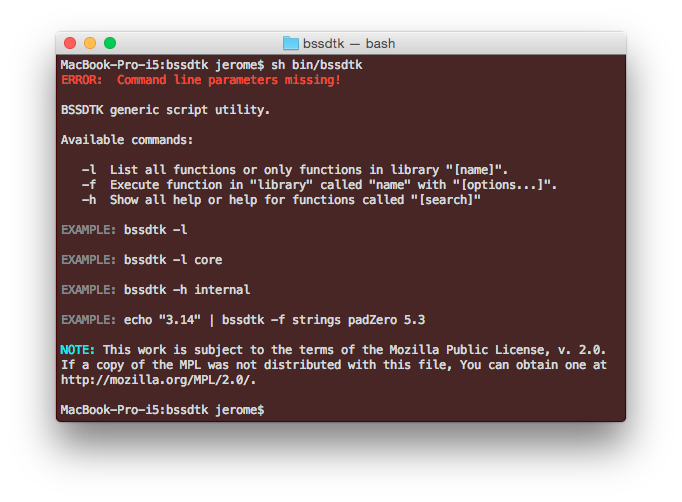 bssdtk — bash
MacBook-Pro-i5:bssdtk jerome$ sh bin/bssdtk
ERROR:  Command line parameters missing!
BSSDTK generic script utility.
Available commands:
-l  List all functions or only functions in library "[name]".
-f  Execute function in "library" called "name" with "[options...]".
-h  Show all help or help for functions called "[search]"
EXAMPLE: bssdtk -l
EXAMPLE: bssdtk -l core
EXAMPLE: bssdtk -h internal
EXAMPLE: echo "3.14" | bssdtk -f strings padZero 5.3
NOTE: This work is subject to the terms of the Mozilla Public License, v. 2.0.
If a copy of the MPL was not distributed with this file, You can obtain one at
http://mozilla.org/MPL/2.0/.
MacBook-Pro-i5:bssdtk jerome$